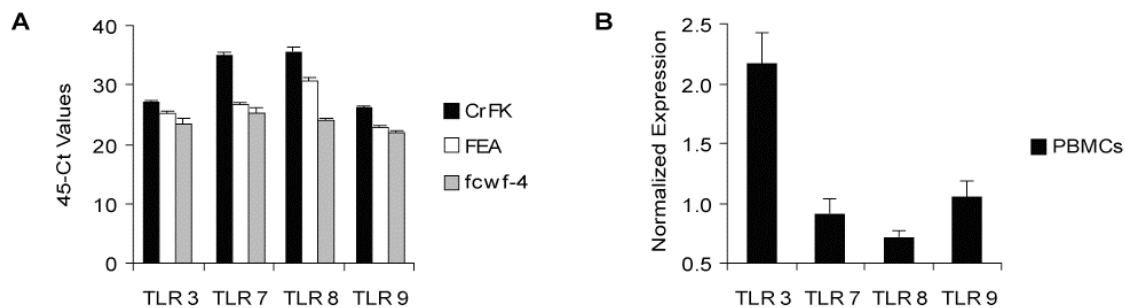 A
45-Ct Values
40
30
20
10
0
TLR 3 TLR 7 TLR 8 TLR 9
CrFK
FEA
fcwf-4
B
Normalized Expression
2.5
2.0
1.5
1.0
0.5
TLR 3 TLR 7 TLR 8 TLR 9
PBMCs